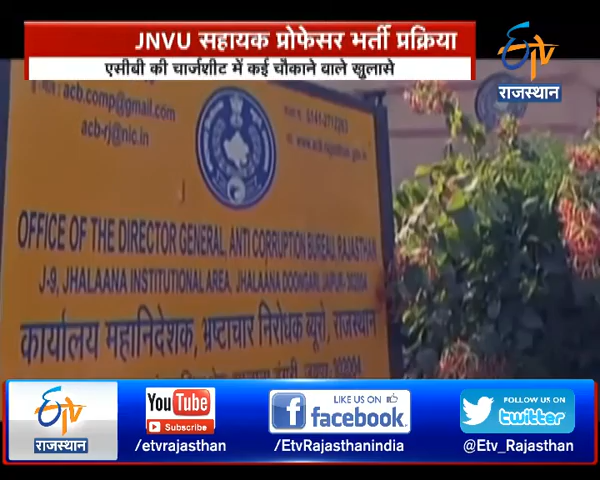 JNVU सहायक प्रोफेसर भर्ती प्रक्रिया
एसीबी की चार्जशीट में कई चौकाने वाले खुलासे
ETV
राजस्थान
acb.comp@gmail.com
acb-rj@nic.in
OFFICE OF THE DIRECTOR GENERAL, ANTI CORRUPTION BUREAU, RAJASTHAN
J-9, JHALAANA INSTITUTIONAL AREA, JHALAANA DOONGARI, JAIPUR-
कार्यालय महानिदेशक, भ्रष्टाचार निरोधक ब्यूरो, राजस्थान
ETV
राजस्थान
YouTube
Subscribe
/etvrajasthan
LIKE US ON
facebook
/EtvRajasthanindia
FOLLOW US ON
twitter
@Etv_Rajasthan